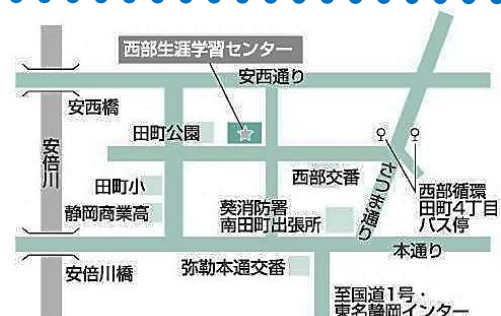 西部生涯学習センター
安西通り
安西橋
田町公園
安倍川
西部交番
田町小
静岡商業高
葵消防署
南田町出張所
さつき通り
西部循環
田町4丁目
バス停
本通り
安倍川橋
弥勒本通交番
至国道1号・
東名静岡インター